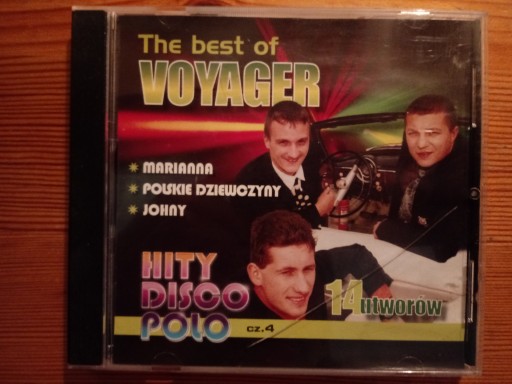 The best of
VOYAGER
MARIANNA
POLSKIE DZIEWCZYNY
JOHNY
HITY
DISCO
POLO
cz.4
14 utworów